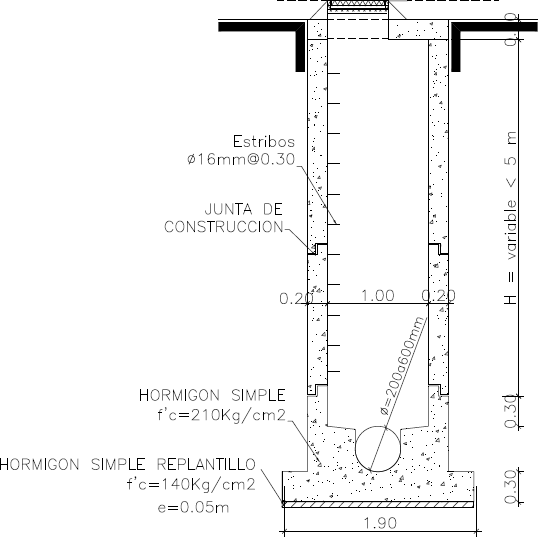 0.20
Estribos
Ø16mm@0.30
JUNTA DE
CONSTRUCCION
H = variable < 5 m
0.20
1.00
0.20
Ø=200a600mm
HORMIGON SIMPLE
f'c=210Kg/cm2
0.30
HORMIGON SIMPLE REPLANTILLO
f'c=140Kg/cm2
e=0.05m
0.30
1.90